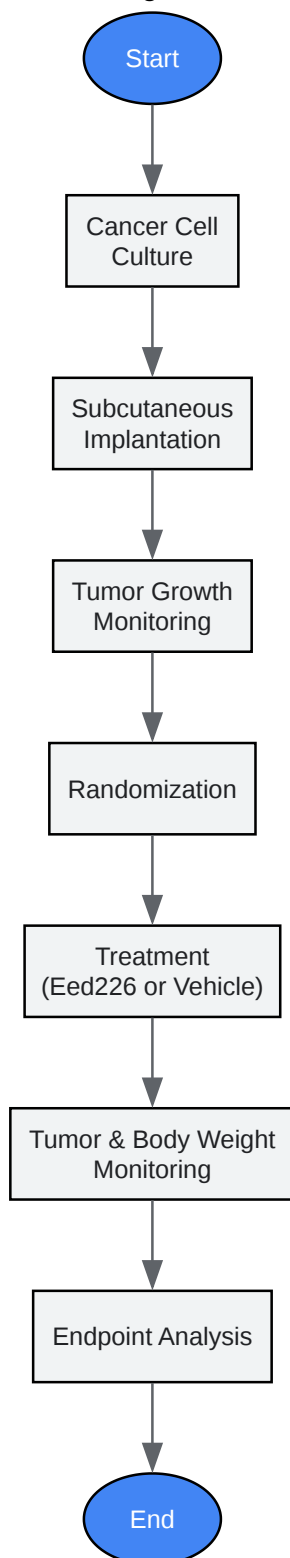 Start
Cancer Cell
Culture
Subcutaneous
Implantation
Tumor Growth
Monitoring
Randomization
Treatment
(Eed226 or Vehicle)
Tumor & Body Weight
Monitoring
Endpoint Analysis
End